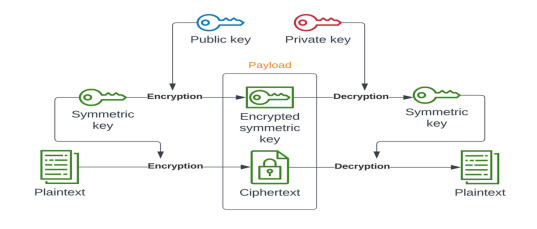 Public key
Private key
Payload
Encryption
Decryption
Symmetric
key
Encrypted
symmetric
key
Symmetric
key
Encryption
Decryption
Plaintext
Ciphertext
Plaintext